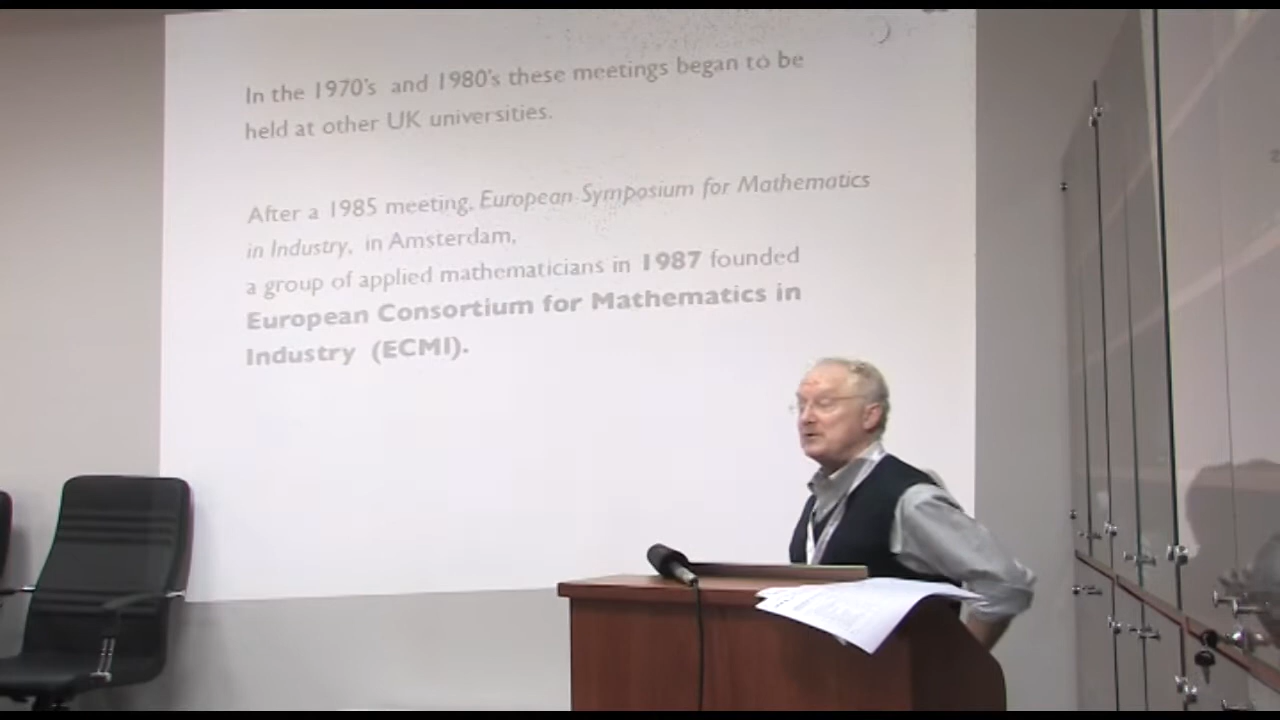 In the 1970's and 1980's these meetings began to be
held at other UK universities.
After a 1985 meeting, European Symposium for Mathematics
in Industry, in Amsterdam,
a group of applied mathematicians in 1987 founded
European Consortium for Mathematics in
Industry (ECMI).